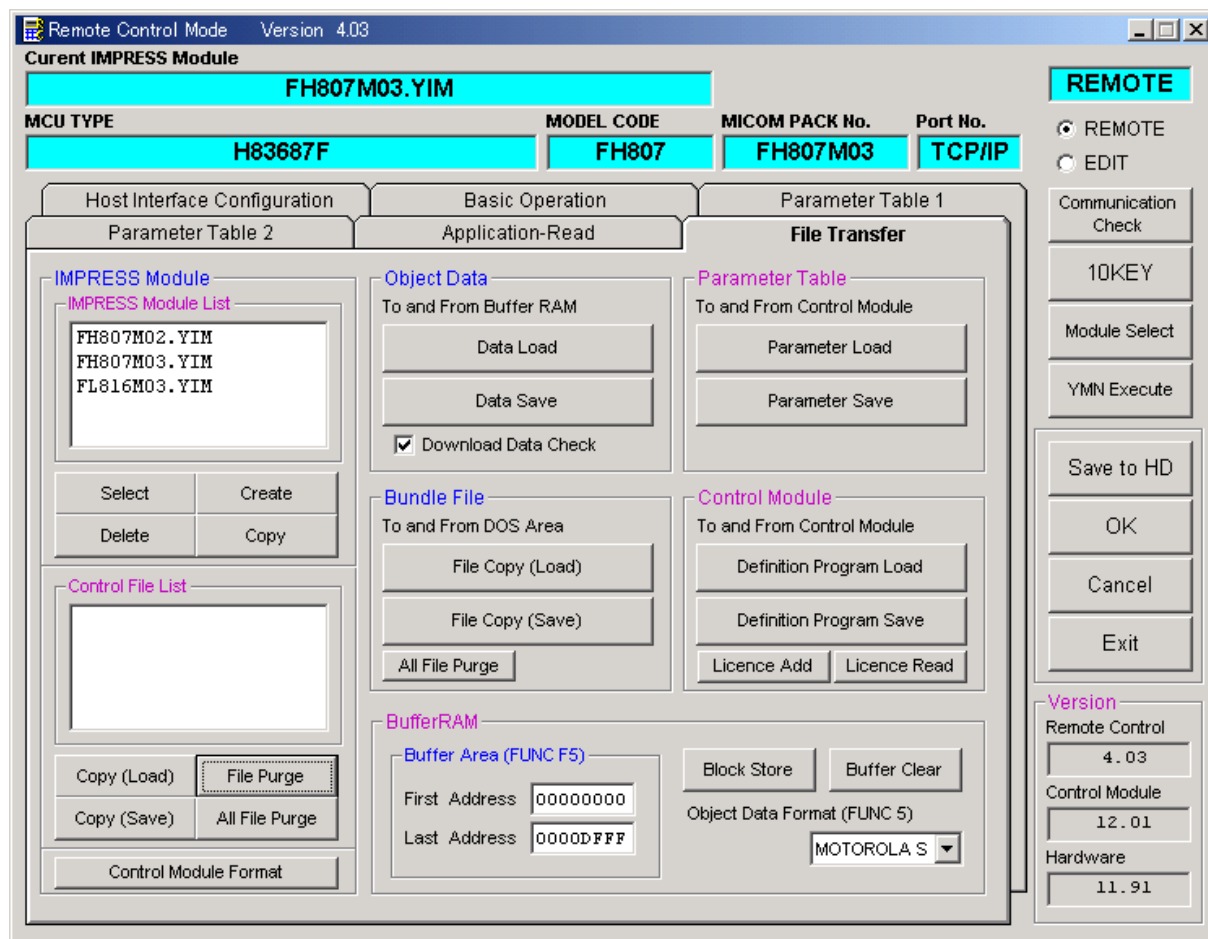 Remote Control Mode Version 4.03
Curent IMPRESS Module
FH807M03.YIM
REMOTE
MCU TYPE MODEL CODE MICOM PACK No. Port No.
H83687F FH807 FH807M03 TCP/IP
REMOTE
EDIT
Host Interface Configuration Basic Operation Parameter Table 1
Parameter Table 2 Application-Read File Transfer
IMPRESS Module
IMPRESS Module List
FH807M02.YIM
FH807M03.YIM
FL816M03.YIM
Select Create
Delete Copy
Control File List
Copy (Load) File Purge
Copy (Save) All File Purge
Control Module Format
Object Data
To and From Buffer RAM
Data Load
Data Save
Download Data Check
Parameter Table
To and From Control Module
Parameter Load
Parameter Save
Bundle File
To and From DOS Area
File Copy (Load)
File Copy (Save)
All File Purge
Control Module
To and From Control Module
Definition Program Load
Definition Program Save
Licence Add Licence Read
BufferRAM
Buffer Area (FUNC F5)
First Address 00000000
Last Address 0000DFFF
Block Store Buffer Clear
Object Data Format (FUNC 5)
MOTOROLA S
Communication
Check
10KEY
Module Select
YMN Execute
Save to HD
OK
Cancel
Exit
Version
Remote Control
4.03
Control Module
12.01
Hardware
11.91